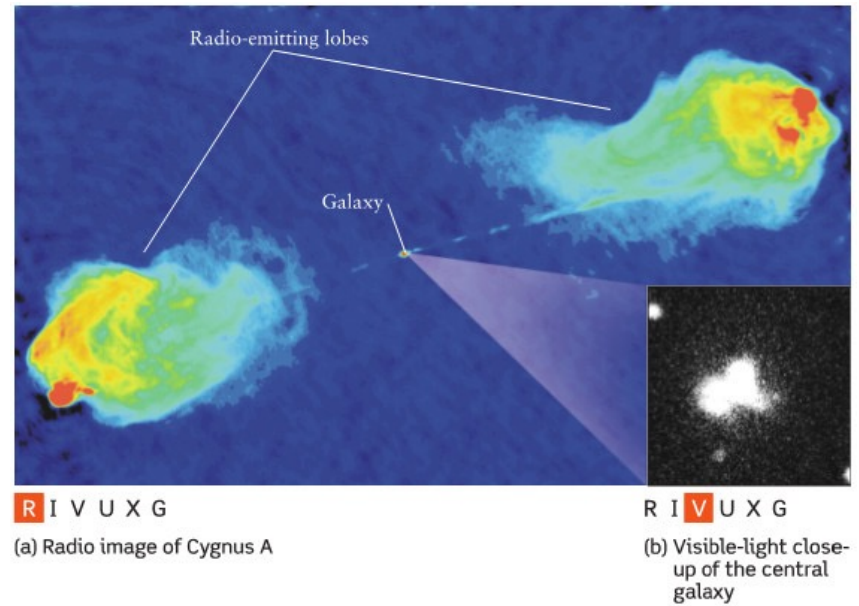 Radio-emitting lobes
Galaxy
R I V U X G
(a) Radio image of Cygnus A
R I V U X G
(b) Visible-light close-
up of the central
galaxy